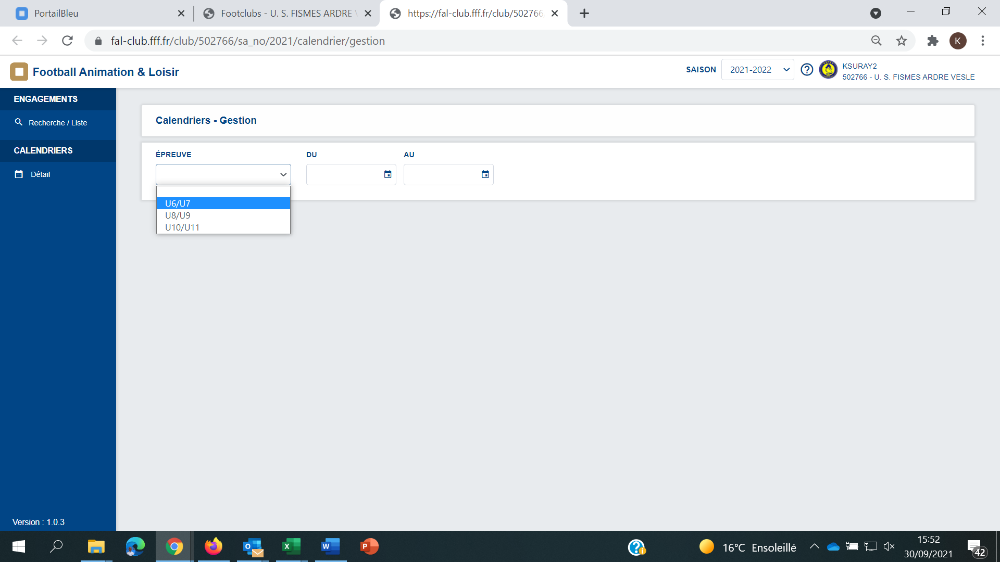 PortailBleu
Footclubs - U. S. FISMES ARDRE V
https://fal-club.fff.fr/club/502766/
fal-club.fff.fr/club/502766/sa_no/2021/calendrier/gestion
K
Football Animation & Loisir
SAISON
2021-2022
KSURAY2
502766 - U. S. FISMES ARDRE VESLE
ENGAGEMENTS
Recherche / Liste
CALENDRIERS
Détail
Calendriers - Gestion
ÉPREUVE
DU
AU
U6/U7
U8/U9
U10/U11
Version : 1.0.3
16°C Ensoleillé
15:52
30/09/2021
42